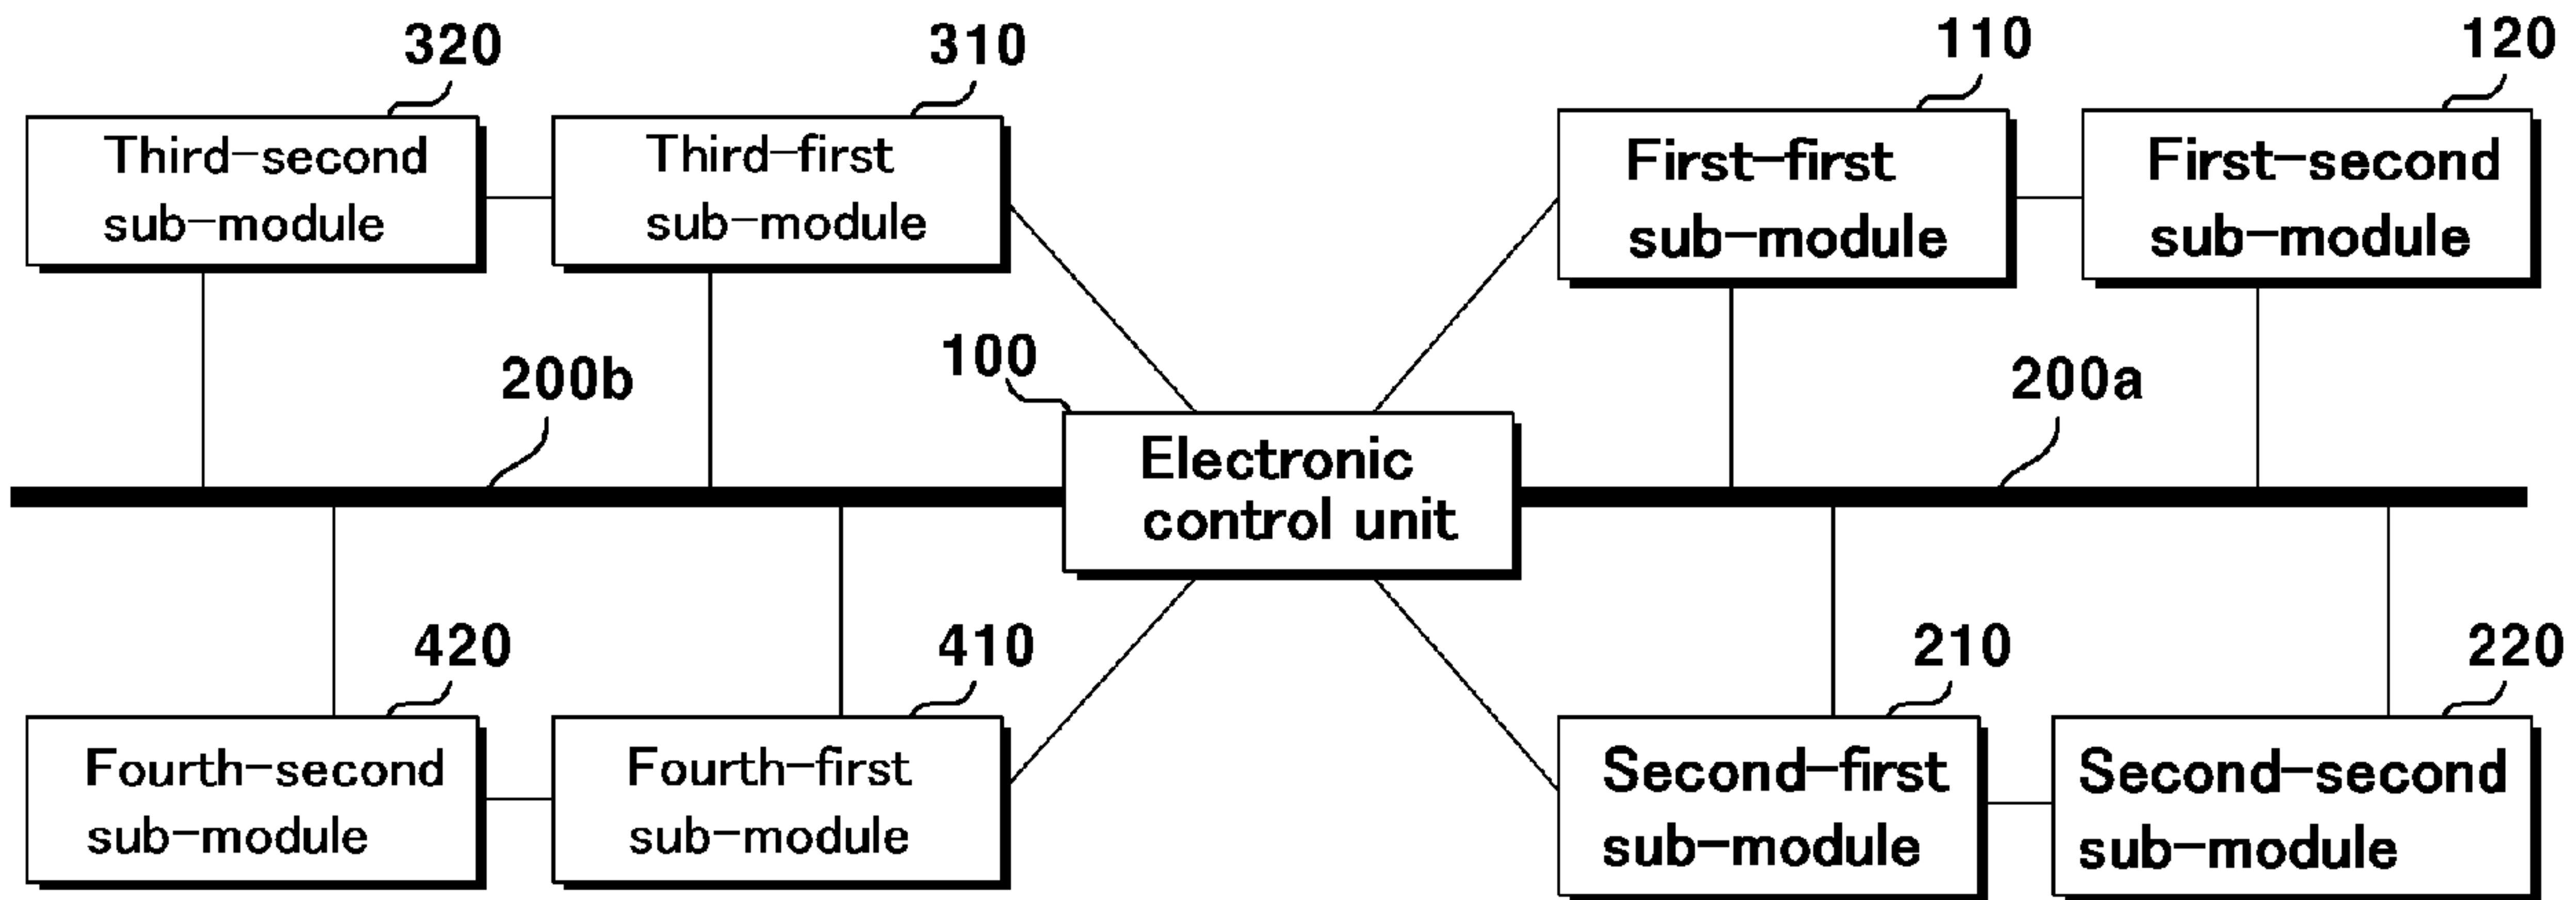 320
310
110
120
Third-second
sub-module
Third-first
sub-module
First-first
sub-module
First-second
sub-module
200b
100
200a
Electronic
control unit
420
410
210
220
Fourth-second
sub-module
Fourth-first
sub-module
Second-first
sub-module
Second-second
sub-module